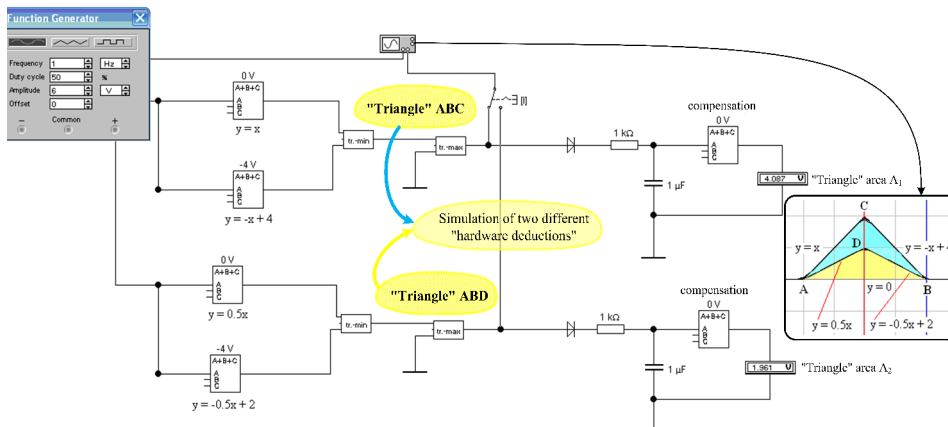 Function Generator
Frequency 1 Hz
Duty cycle 50 %
Amplitude 6 V
Offset 0
− Common +
0 V
A+B+C
A
B
C
y = x
-4 V
A+B+C
A
B
C
y = -x + 4
tr.-min
tr.-max
"Triangle" ABC
[I]
1 kΩ
1 µF
compensation
0 V
A+B+C
A
B
C
4.087 V
"Triangle" area A1
Simulation of two different
"hardware deductions"
"Triangle" ABD
0 V
A+B+C
A
B
C
y = 0.5x
-4 V
A+B+C
A
B
C
y = -0.5x + 2
tr.-min
tr.-max
1 kΩ
1 µF
compensation
0 V
A+B+C
A
B
C
1.961 V
"Triangle" area A2
C
y = x
D
y = -x + 4
A
y = 0
B
y = 0.5x
y = -0.5x + 2